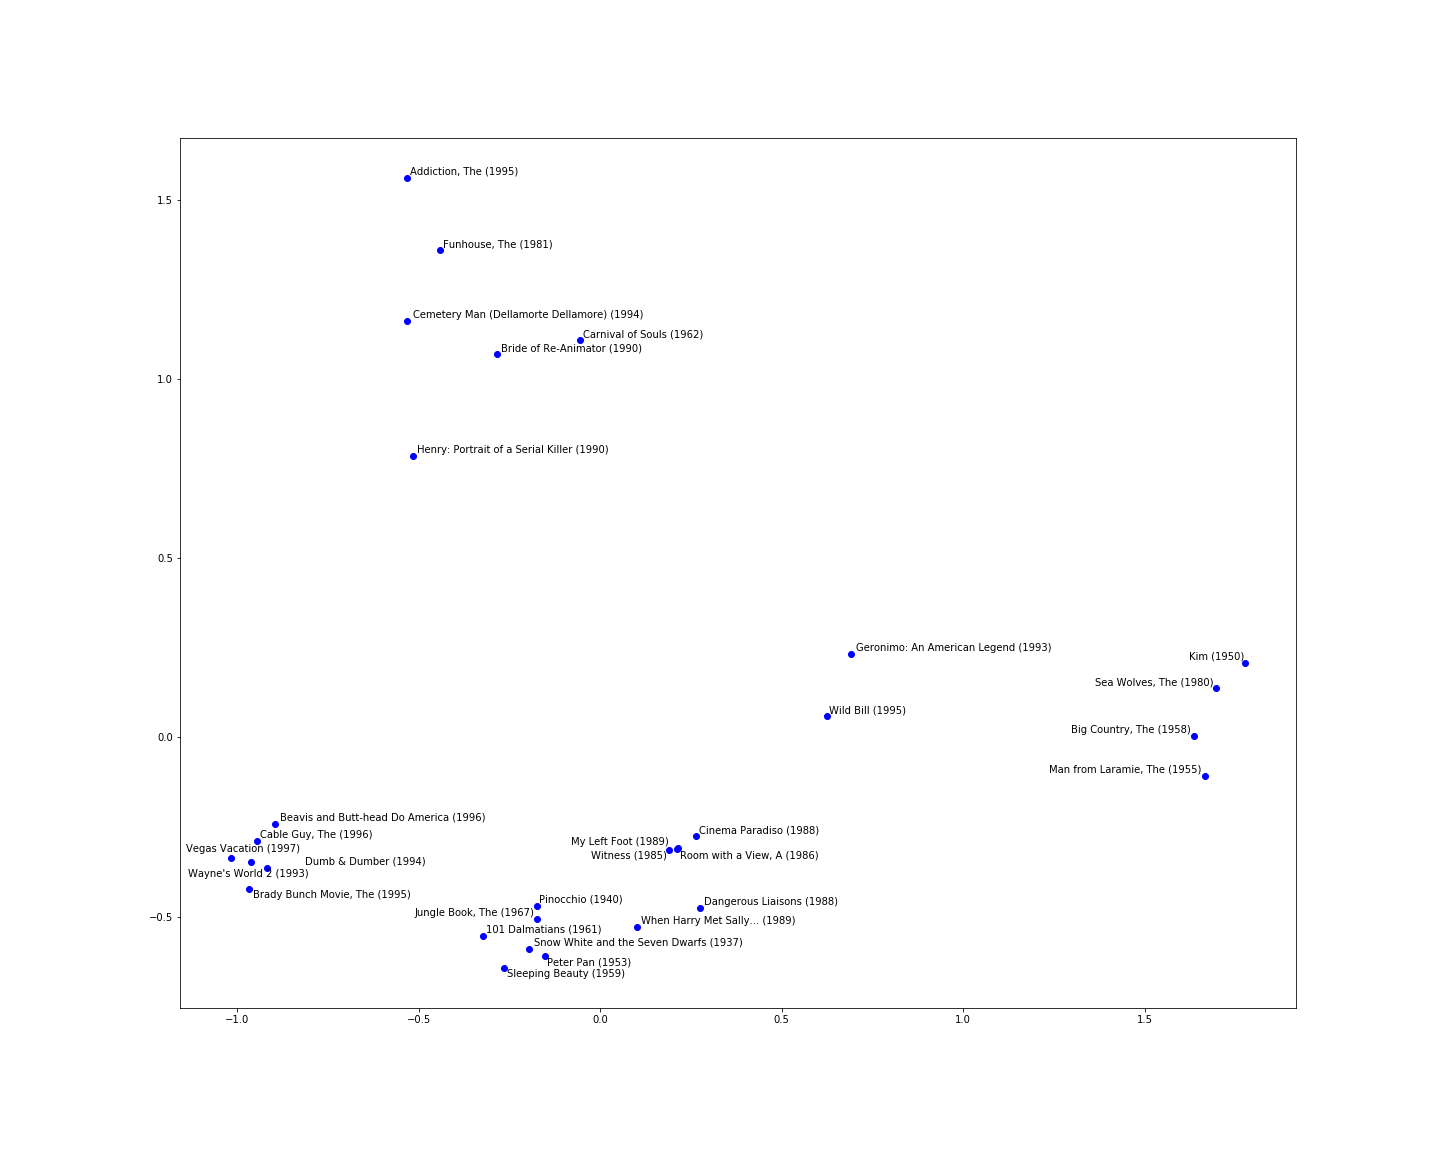 Addiction, The (1995)
1.5
Funhouse, The (1981)
Cemetery Man (Dellamorte Dellamore) (1994)
Carnival of Souls (1962)
Bride of Re-Animator (1990)
1.0
Henry: Portrait of a Serial Killer (1990)
0.5
Geronimo: An American Legend (1993)
Kim (1950)
Sea Wolves, The (1980)
Wild Bill (1995)
Big Country, The (1958)
0.0
Man from Laramie, The (1955)
Beavis and Butt-head Do America (1996)
Cinema Paradiso (1988)
Cable Guy, The (1996)
My Left Foot (1989)
Vegas Vacation (1997)
Witness (1985)
Room with a View, A (1986)
Dumb & Dumber (1994)
Wayne's World 2 (1993)
Brady Bunch Movie, The (1995)
Pinocchio (1940)
Dangerous Liaisons (1988)
Jungle Book, The (1967)
−0.5
When Harry Met Sally... (1989)
101 Dalmatians (1961)
Snow White and the Seven Dwarfs (1937)
Peter Pan (1953)
Sleeping Beauty (1959)
−1.0
−0.5
0.0
0.5
1.0
1.5